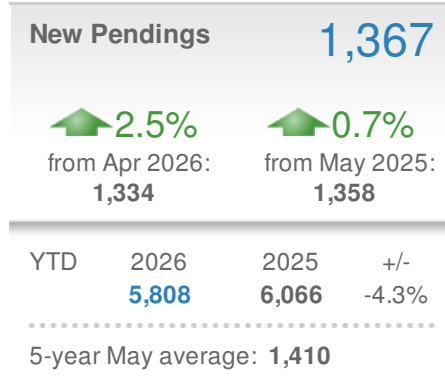 New Pendings 1,367
2.5% 0.7%
from Apr 2026: from May 2025:
1,334 1,358
YTD 2026 2025 +/-
5,808 6,066 -4.3%
5-year May average: 1,410